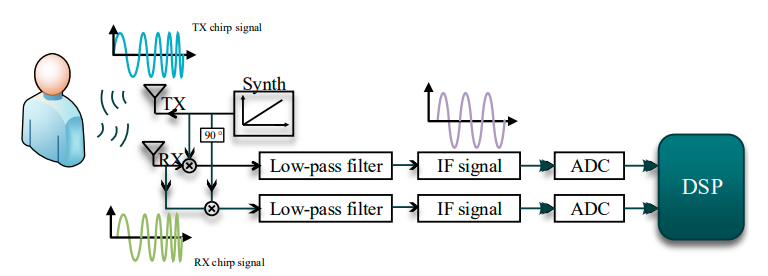 TX chirp signal
Synth
TX
90 °
RX
Low-pass filter
IF signal
ADC
DSP
Low-pass filter
IF signal
ADC
RX chirp signal